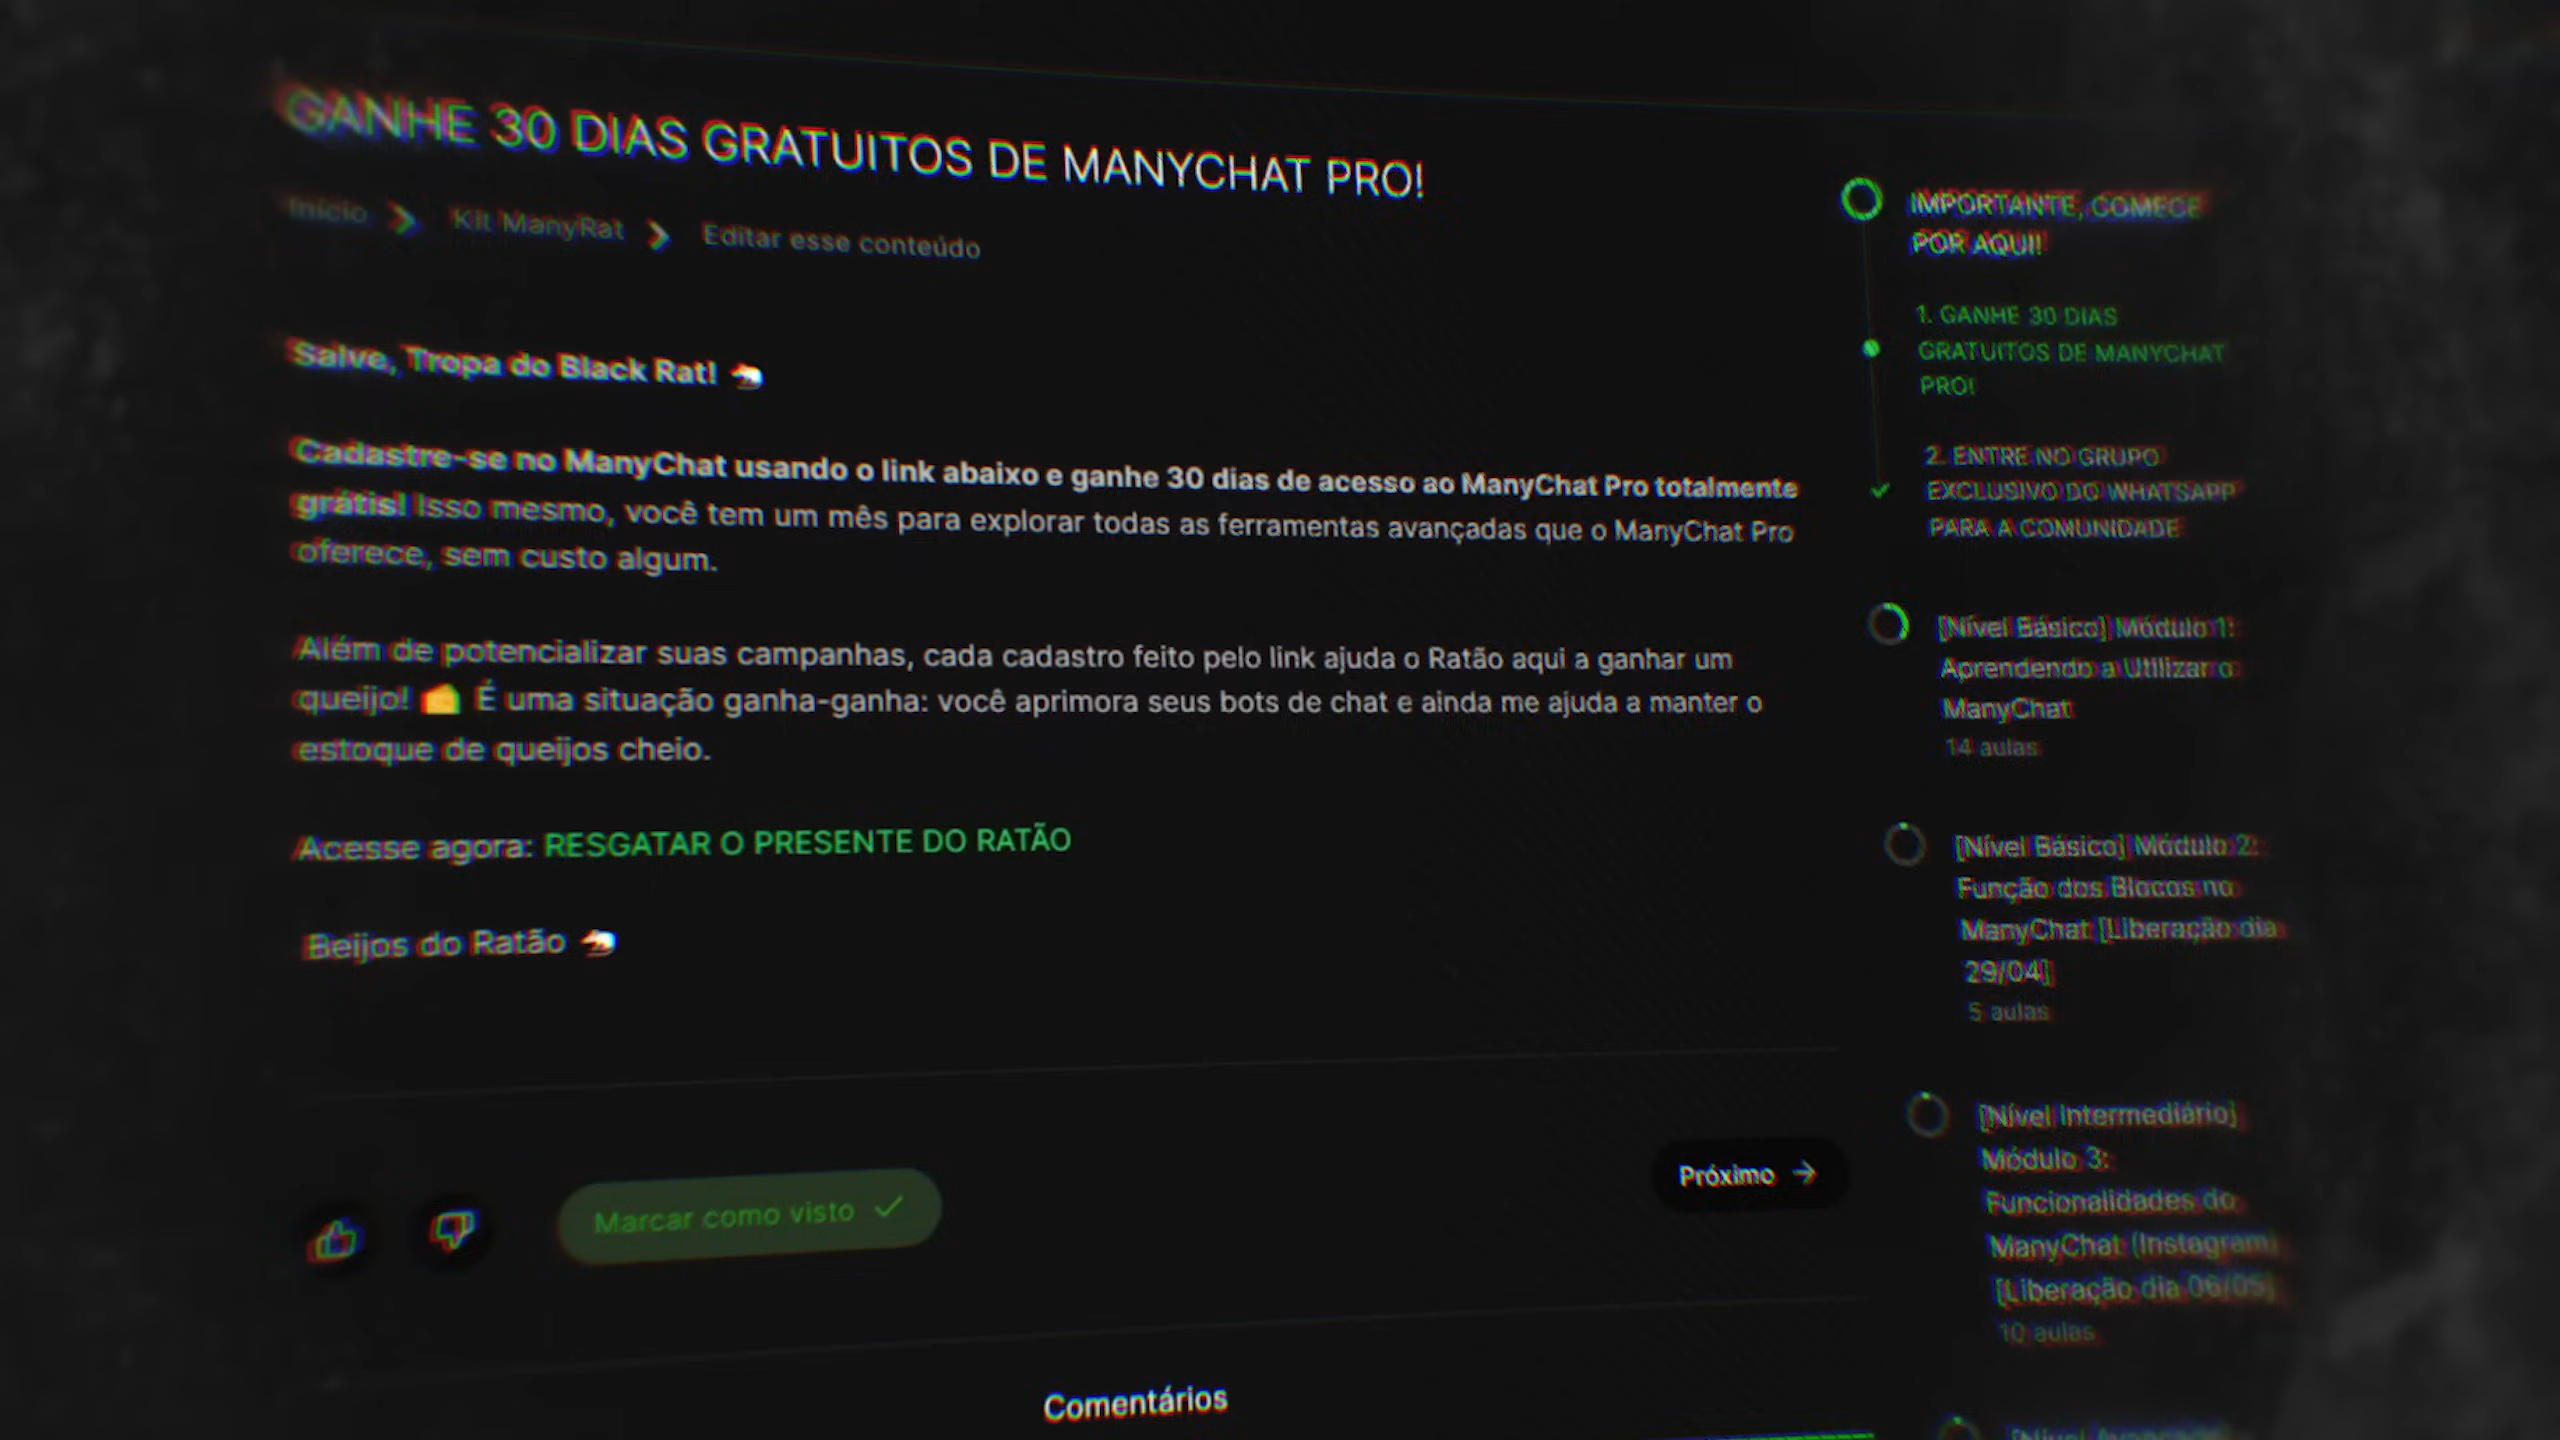 GANHE 30 DIAS GRATUITOS DE MANYCHAT PRO!
Início > Kit ManyRat > Editar esse conteúdo
Salve, Tropa do Black Rat! 🐀
Cadastre-se no ManyChat usando o link abaixo e ganhe 30 dias de acesso ao ManyChat Pro totalmente
grátis! Isso mesmo, você tem um mês para explorar todas as ferramentas avançadas que o ManyChat Pro
oferece, sem custo algum.
Além de potencializar suas campanhas, cada cadastro feito pelo link ajuda o Ratão aqui a ganhar um
queijo! 🧀 É uma situação ganha-ganha: você aprimora seus bots de chat e ainda me ajuda a manter o
estoque de queijos cheio.
Acesse agora: RESGATAR O PRESENTE DO RATÃO
Beijos do Ratão 🐀
Marcar como visto ✓
Próximo →
Comentários
IMPORTANTE, COMECE
POR AQUI!
1. GANHE 30 DIAS
GRATUITOS DE MANYCHAT
PRO!
2. ENTRE NO GRUPO
EXCLUSIVO DO WHATSAPP
PARA A COMUNIDADE
[Nível Básico] Módulo 1:
Aprendendo a Utilizar o
ManyChat
14 aulas
[Nível Básico] Módulo 2:
Função dos Blocos no
ManyChat [Liberação dia
29/04]
5 aulas
[Nível Intermediário]
Módulo 3:
Funcionalidades do
ManyChat (Instagram)
[Liberação dia 06/05]
10 aulas